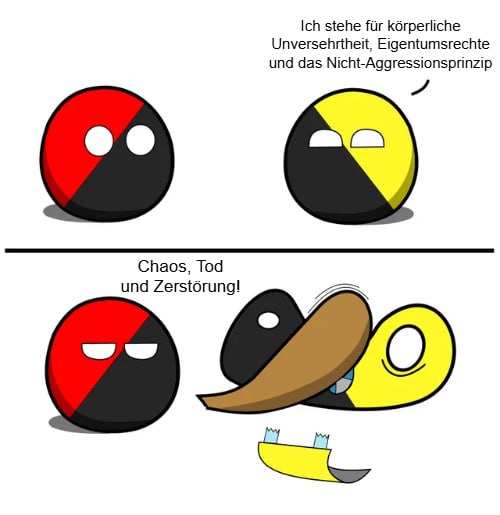 Ich stehe für körperliche
Unversehrtheit, Eigentumsrechte
und das Nicht-Aggressionsprinzip
Chaos, Tod
und Zerstörung!